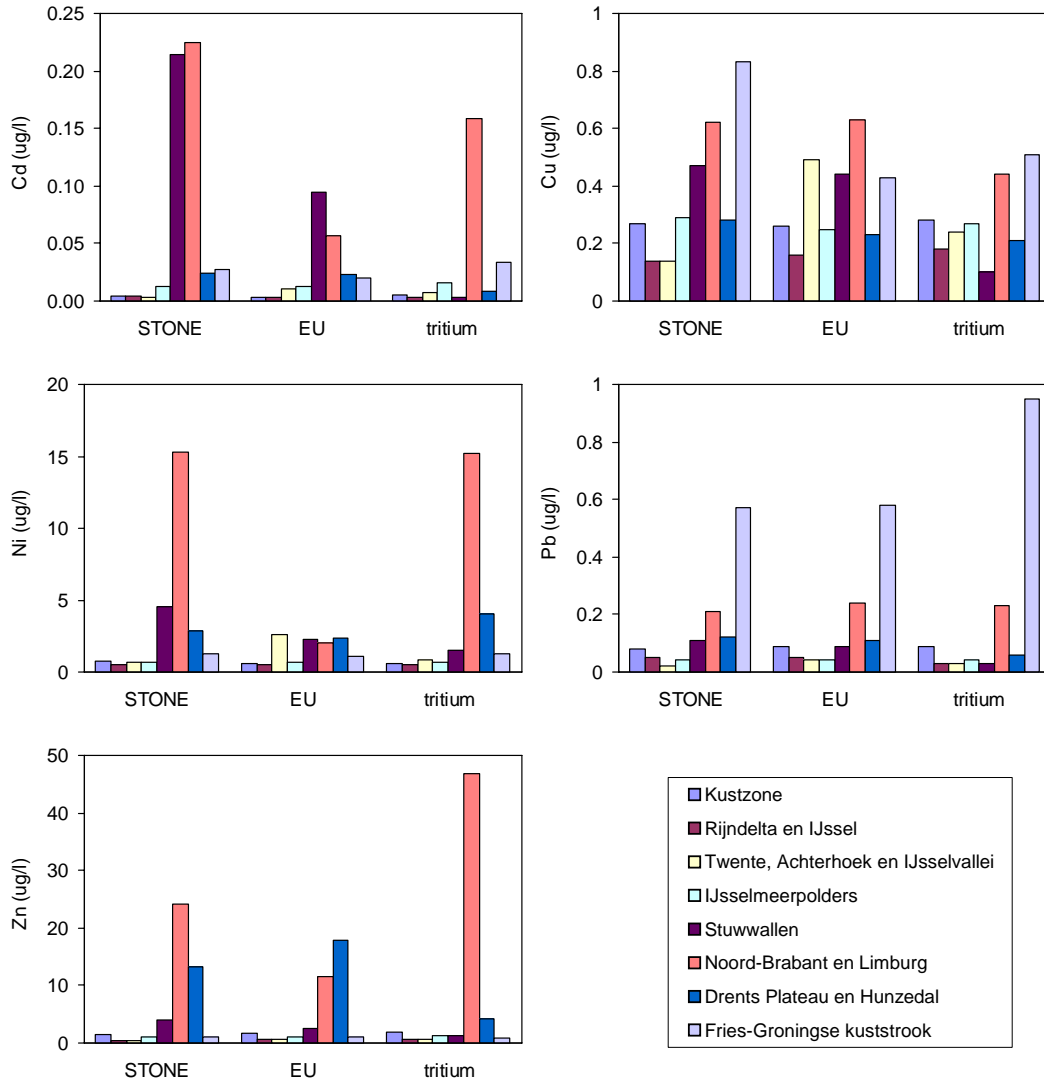 Cd (ug/l)
0.25
0.20
0.15
0.10
0.05
0.00
STONE EU tritium
Cu (ug/l)
1
0.8
0.6
0.4
0.2
0
STONE EU tritium
Ni (ug/l)
20
15
10
5
0
STONE EU tritium
Pb (ug/l)
1
0.8
0.6
0.4
0.2
0
STONE EU tritium
Zn (ug/l)
50
40
30
20
10
0
STONE EU tritium
Kustzone
Rijndelta en IJssel
Twente, Achterhoek en IJsselvallei
IJsselmeerpolders
Stuwwallen
Noord-Brabant en Limburg
Drents Plateau en Hunzedal
Fries-Groningse kuststrook